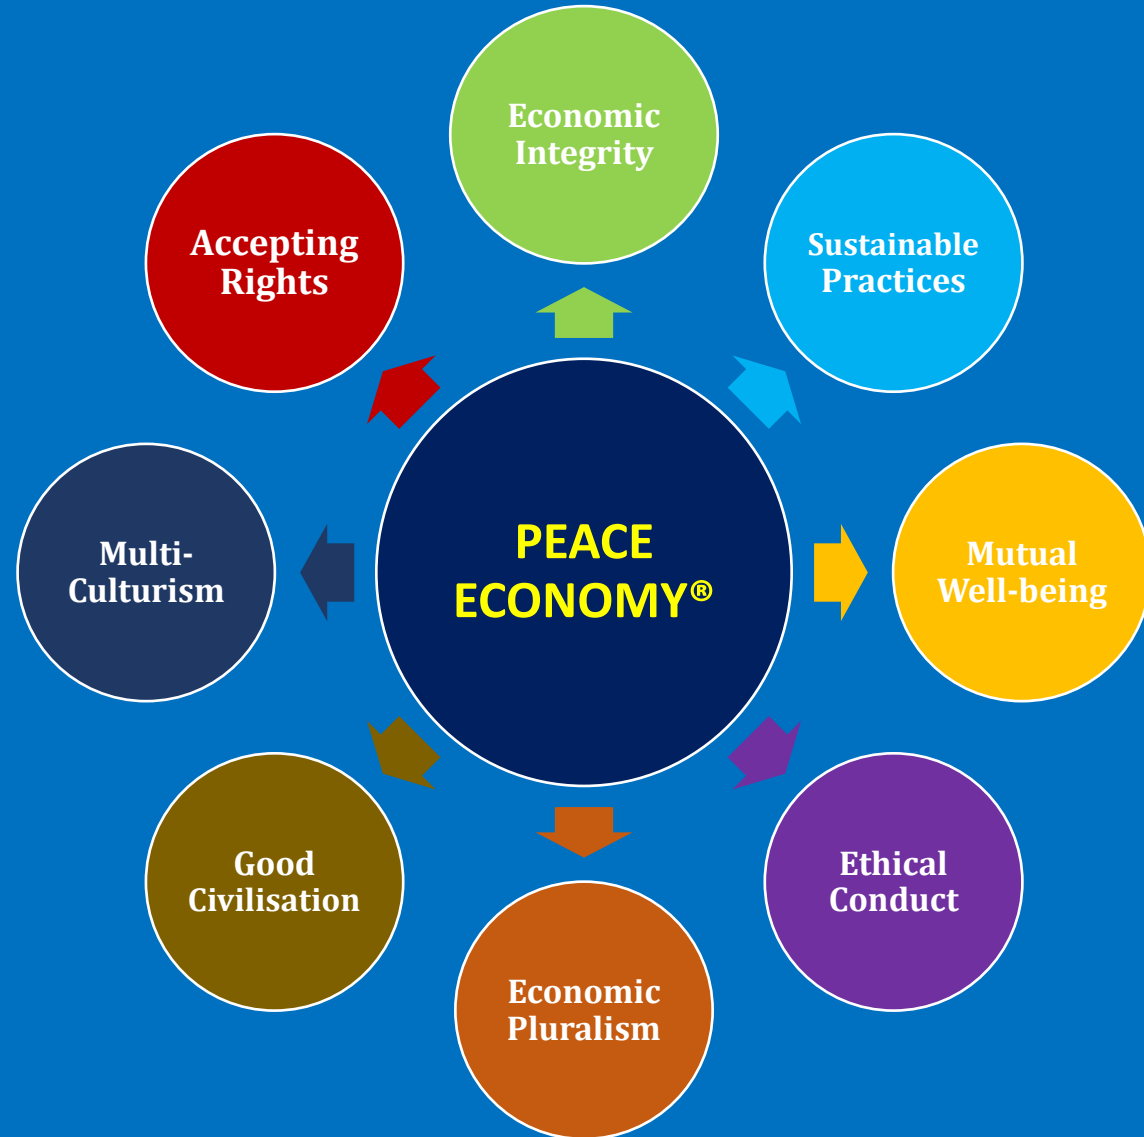 Economic
Integrity
Sustainable
Practices
Mutual
Well-being
Ethical
Conduct
Economic
Pluralism
Good
Civilisation
Multi-
Culturism
Accepting
Rights
PEACE
ECONOMY®